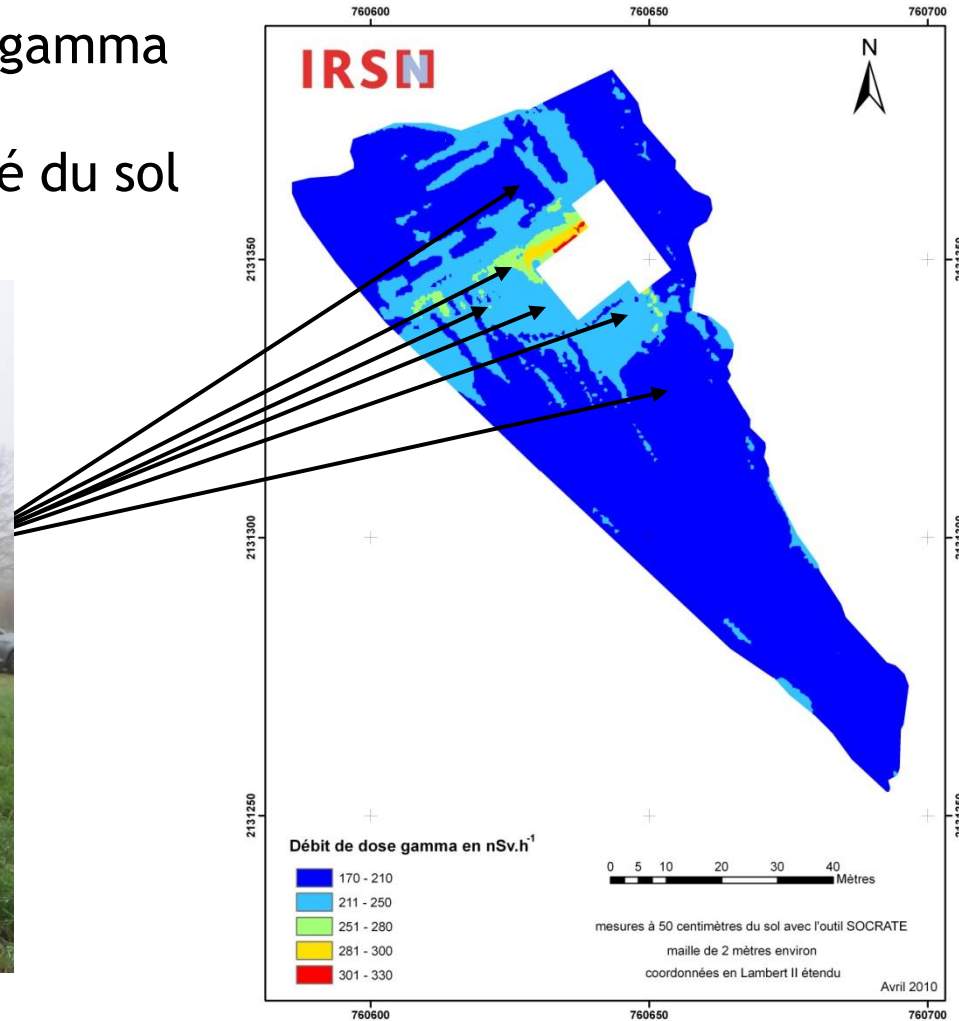 gamma
é du sol
760600
760650
760700
IRSN
N
2131350
2131350
2131300
2131300
2131250
2131250
Débit de dose gamma en nSv.h-1
170 - 210
211 - 250
251 - 280
281 - 300
301 - 330
0 5 10 20 30 40
Mètres
mesures à 50 centimètres du sol avec l'outil SOCRATE
maille de 2 mètres environ
coordonnées en Lambert II étendu
Avril 2010
760600
760650
760700